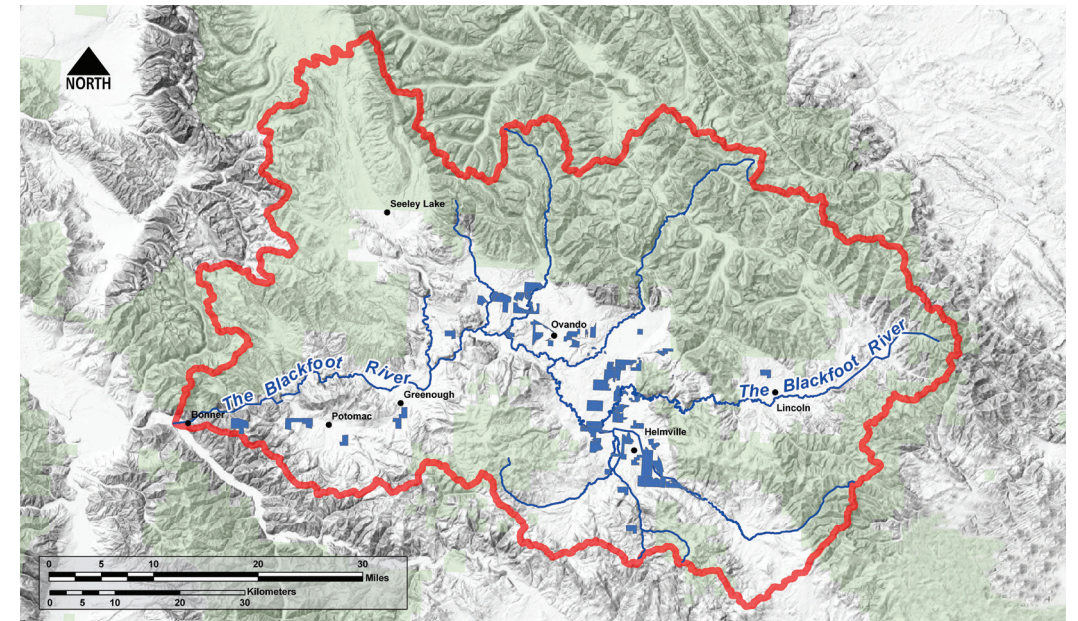 NORTH
Seeley Lake
Ovando
The Blackfoot River
The Blackfoot River
Greenough
Lincoln
Bonner
Potomac
Helmville
0 5 10 20 30
Miles
0 5 10 20 30
Kilometers